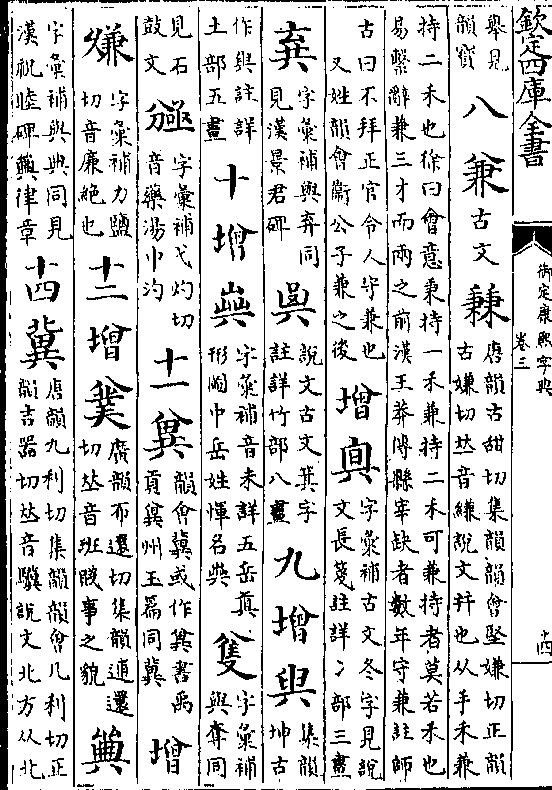 欽定四庫全書
御定康熙字典
卷三
十四
舉見韻寶
八
兼
古文𥡝
唐韻古甜切集韻韻會堅嫌切正韻古嫌切𠀤音縑說文幷也从手禾兼
持二禾也徐曰會意秉持一禾兼持二禾可兼持者莫若禾也
易繫辭兼三才而兩之前漢王莽傳縣宰缺者數年守兼註師
古曰不拜正官令人守兼也又姓韻會衞公子兼之後
增
字彙補古文冬字見說文長箋註詳冫部三畫
弆
字彙補與弃同見漢景君碑
說文古文箕字註詳竹部八畫
九
增
集韻坤古
作與註詳土部五畫
十
增
字彙補音未詳五岳眞形圖中岳姓惲名
字彙補與奪同
見石鼓文
字彙補弋灼切音藥湯中汋
十一
韻會冀或作兾書禹貢兾州玉篇同冀
增
字彙補力鹽切音廉絕也
十二
增
廣韻布還切集韻逋還切𠀤音班賤事之貌
字彙補與典同見漢祝睦碑律章
十四
冀
唐韻九利切集韻韻會几利切正韻吉器切𠀤音驥說文北方从北